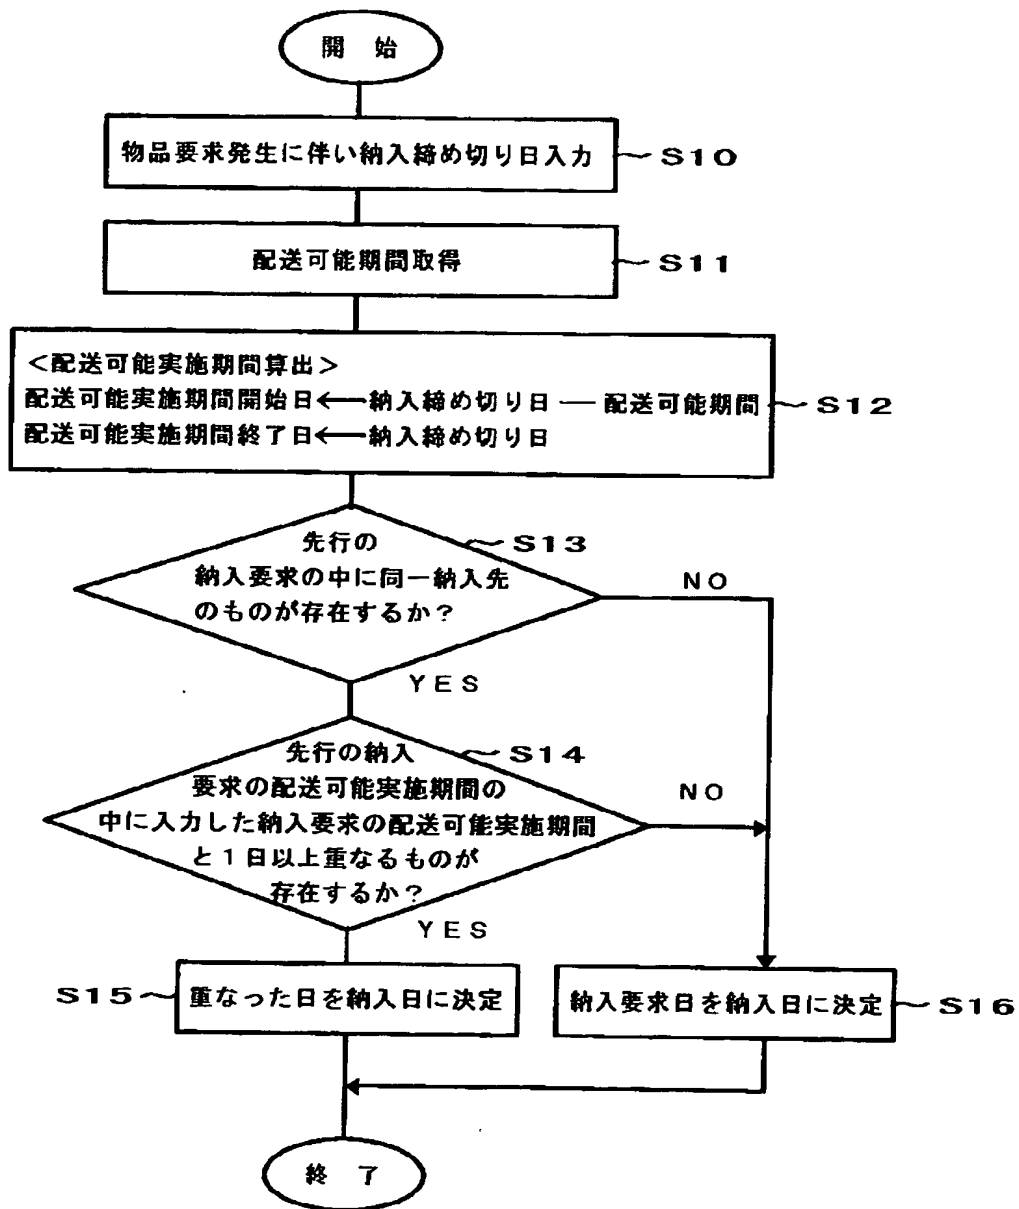 開 始
物品要求発生に伴い納入締め切り日入力
S10
配送可能期間取得
S11
<配送可能実施期間算出>
配送可能実施期間開始日←納入締め切り日 — 配送可能期間
配送可能実施期間終了日←納入締め切り日
S12
先行の
納入要求の中に同一納入先
のものが存在するか?
S13
NO
YES
先行の納入
要求の配送可能実施期間の
中に入力した納入要求の配送可能実施期間
と1日以上重なるものが
存在するか?
S14
NO
YES
S15
重なった日を納入日に決定
納入要求日を納入日に決定
S16
終 了